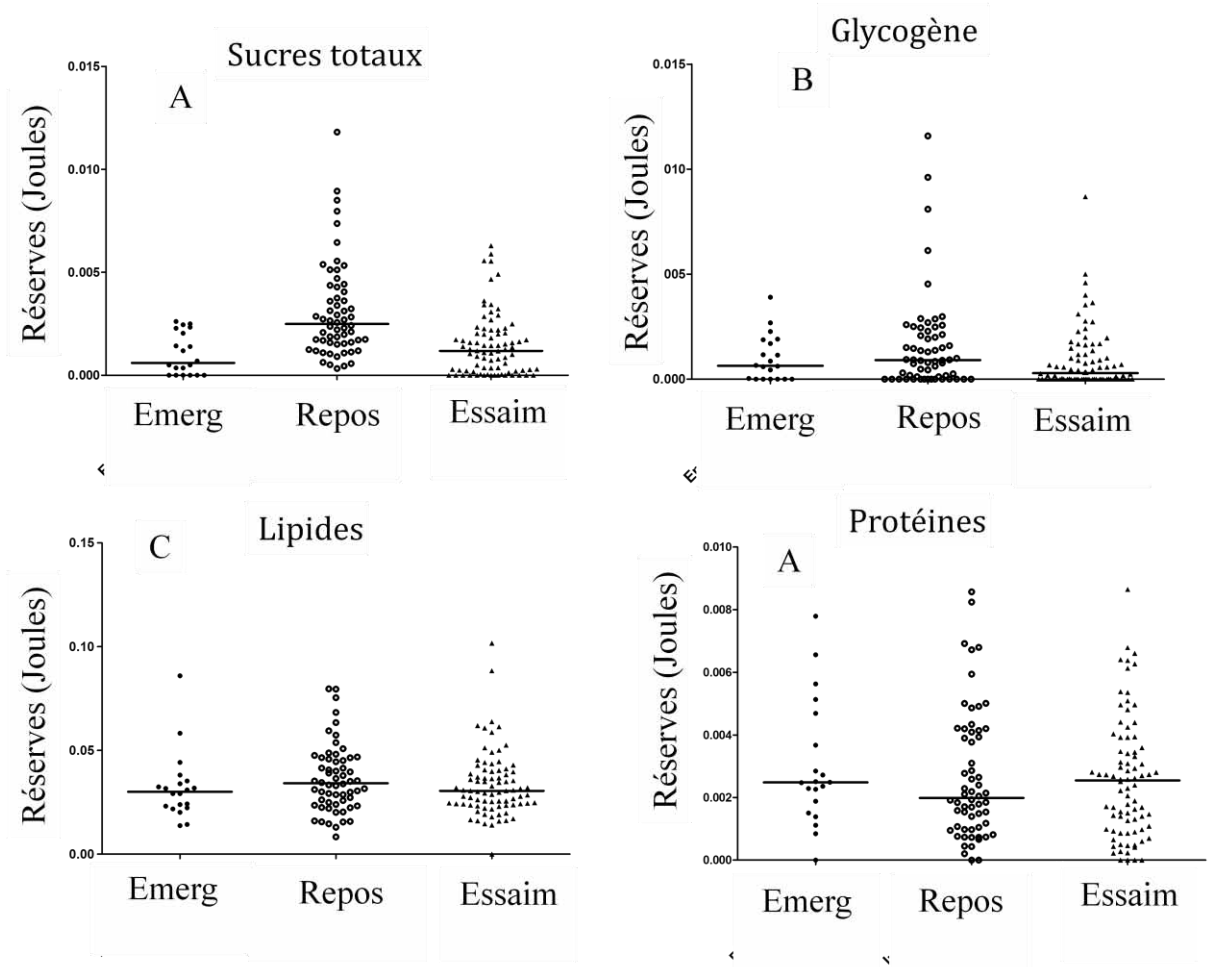 Sucres totaux
A
Réserves (Joules)
0.015
0.010
0.005
0.000
Emerg
Repos
Essaim
Glycogène
B
Réserves (Joules)
0.015
010
005
0.000
Emerg
Repos
Essaim
Lipides
C
Réserves (Joules)
0.15
0.10
0.05
0.00
Emerg
Repos
Essaim
Protéines
A
Réserves (Joules)
0.010
0.008
0.006
0.004
0.002
0.000
Emerg
Repos
Essaim